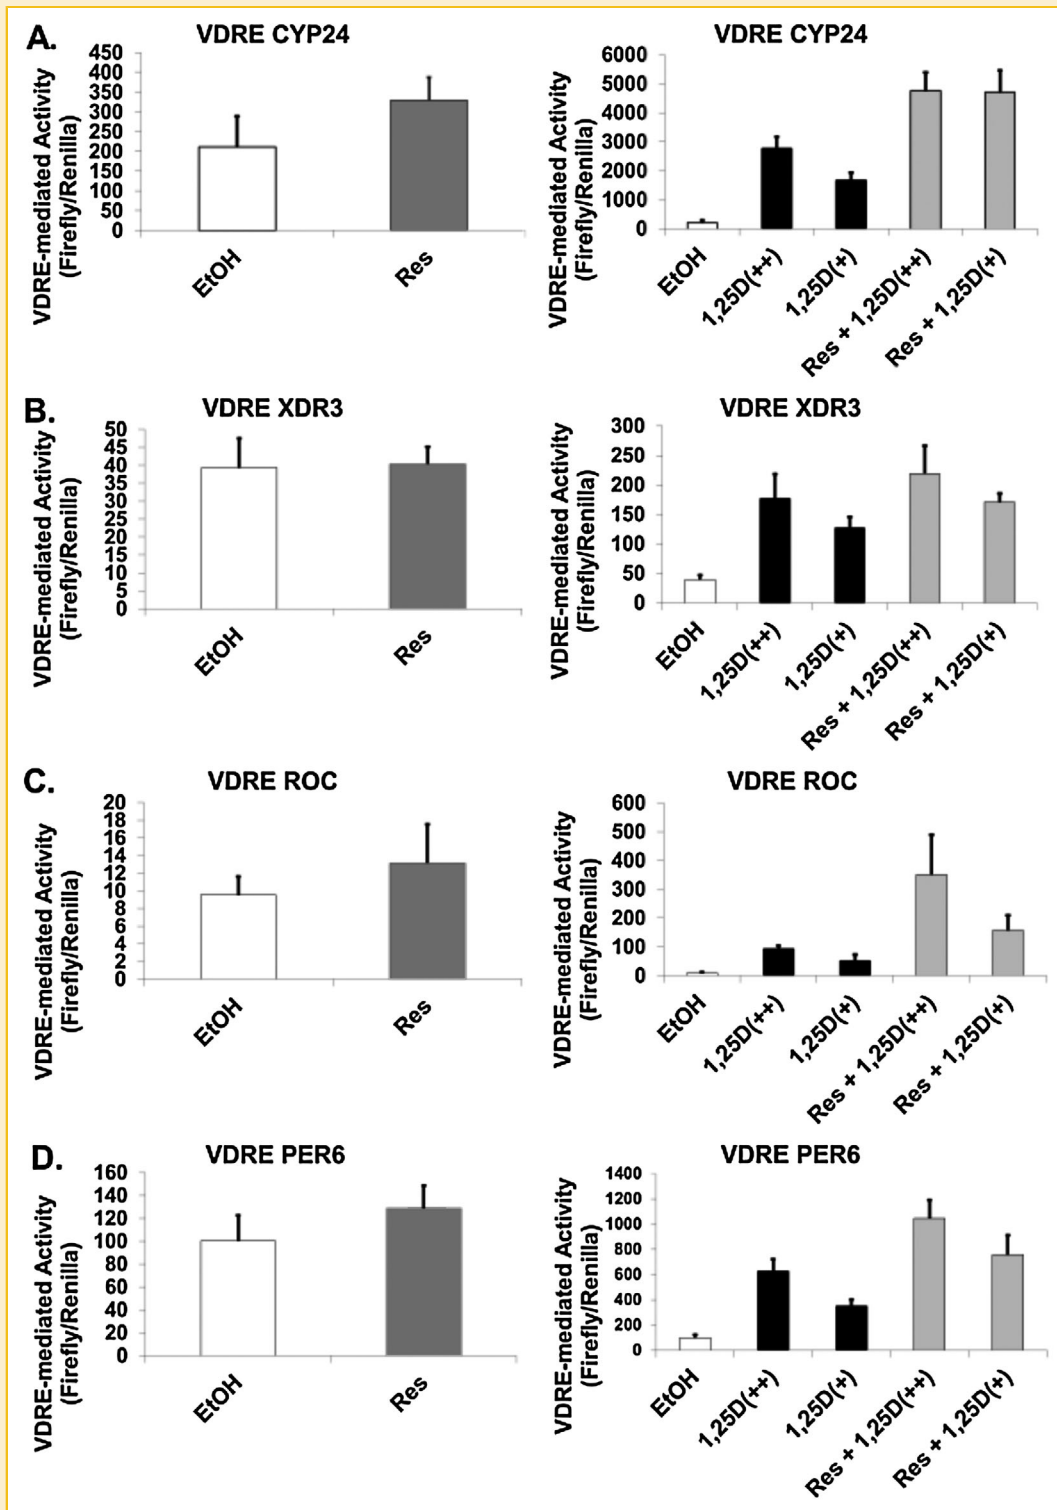 A.
VDRE CYP24
VDRE-mediated Activity
(Firefly/Renilla)
450
400
350
300
250
200
150
100
50
0
EtOH
Res
VDRE CYP24
VDRE-mediated Activity
(Firefly/Renilla)
6000
5000
4000
3000
2000
1000
0
EtOH
1,25D(++)
1,25D(+)
Res + 1,25D(++)
Res + 1,25D(+)
B.
VDRE XDR3
VDRE-mediated Activity
(Firefly/Renilla)
50
45
40
35
30
25
20
15
10
5
0
EtOH
Res
VDRE XDR3
VDRE-mediated Activity
(Firefly/Renilla)
300
250
200
150
100
50
0
EtOH
1,25D(++)
1,25D(+)
Res + 1,25D(++)
Res + 1,25D(+)
C.
VDRE ROC
VDRE-mediated Activity
(Firefly/Renilla)
20
18
16
14
12
10
8
6
4
2
0
EtOH
Res
VDRE ROC
VDRE-mediated Activity
(Firefly/Renilla)
600
500
400
300
200
100
0
EtOH
1,25D(++)
1,25D(+)
Res + 1,25D(++)
Res + 1,25D(+)
D.
VDRE PER6
VDRE-mediated Activity
(Firefly/Renilla)
160
140
120
100
80
60
40
20
0
EtOH
Res
VDRE PER6
VDRE-mediated Activity
(Firefly/Renilla)
1400
1200
1000
800
600
400
200
0
EtOH
1,25D(++)
1,25D(+)
Res + 1,25D(++)
Res + 1,25D(+)